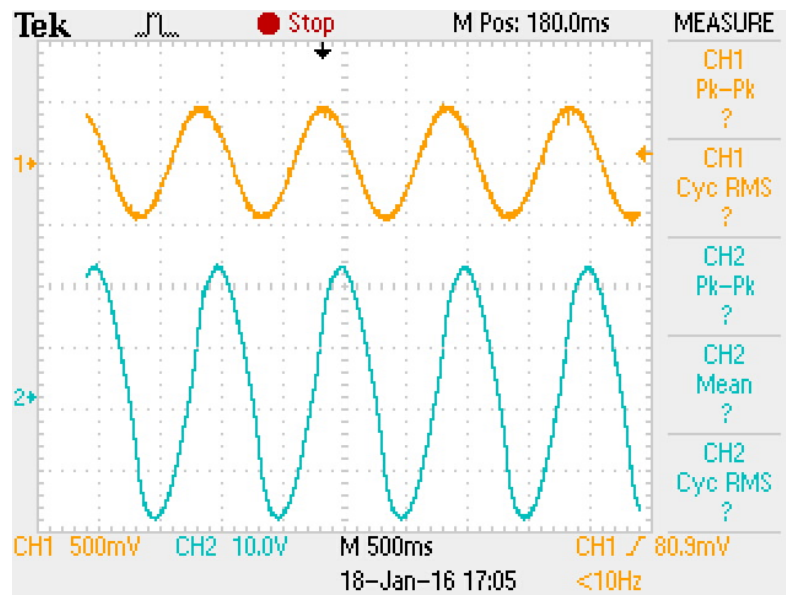 Tek Stop M Pos: 180.0ms MEASURE
CH1
Pk-Pk
?
1
CH1
Cyc RMS
?
CH2
Pk-Pk
?
CH2
Mean
?
2
CH2
Cyc RMS
?
CH1 500mV CH2 10.0V M 500ms CH1 80.9mV
18-Jan-16 17:05 <10Hz